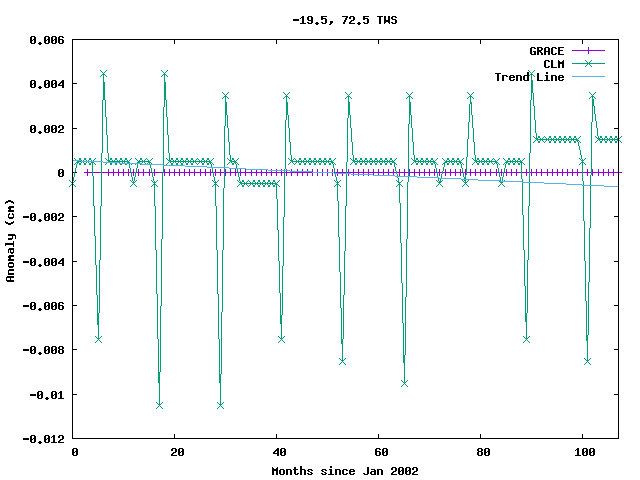 -19.5, 72.5 TWS
GRACE
CLM
Trend Line
0.006
0.004
0.002
0
-0.002
-0.004
-0.006
-0.008
-0.01
-0.012
Anomaly (cm)
0 20 40 60 80 100
Months since Jan 2002